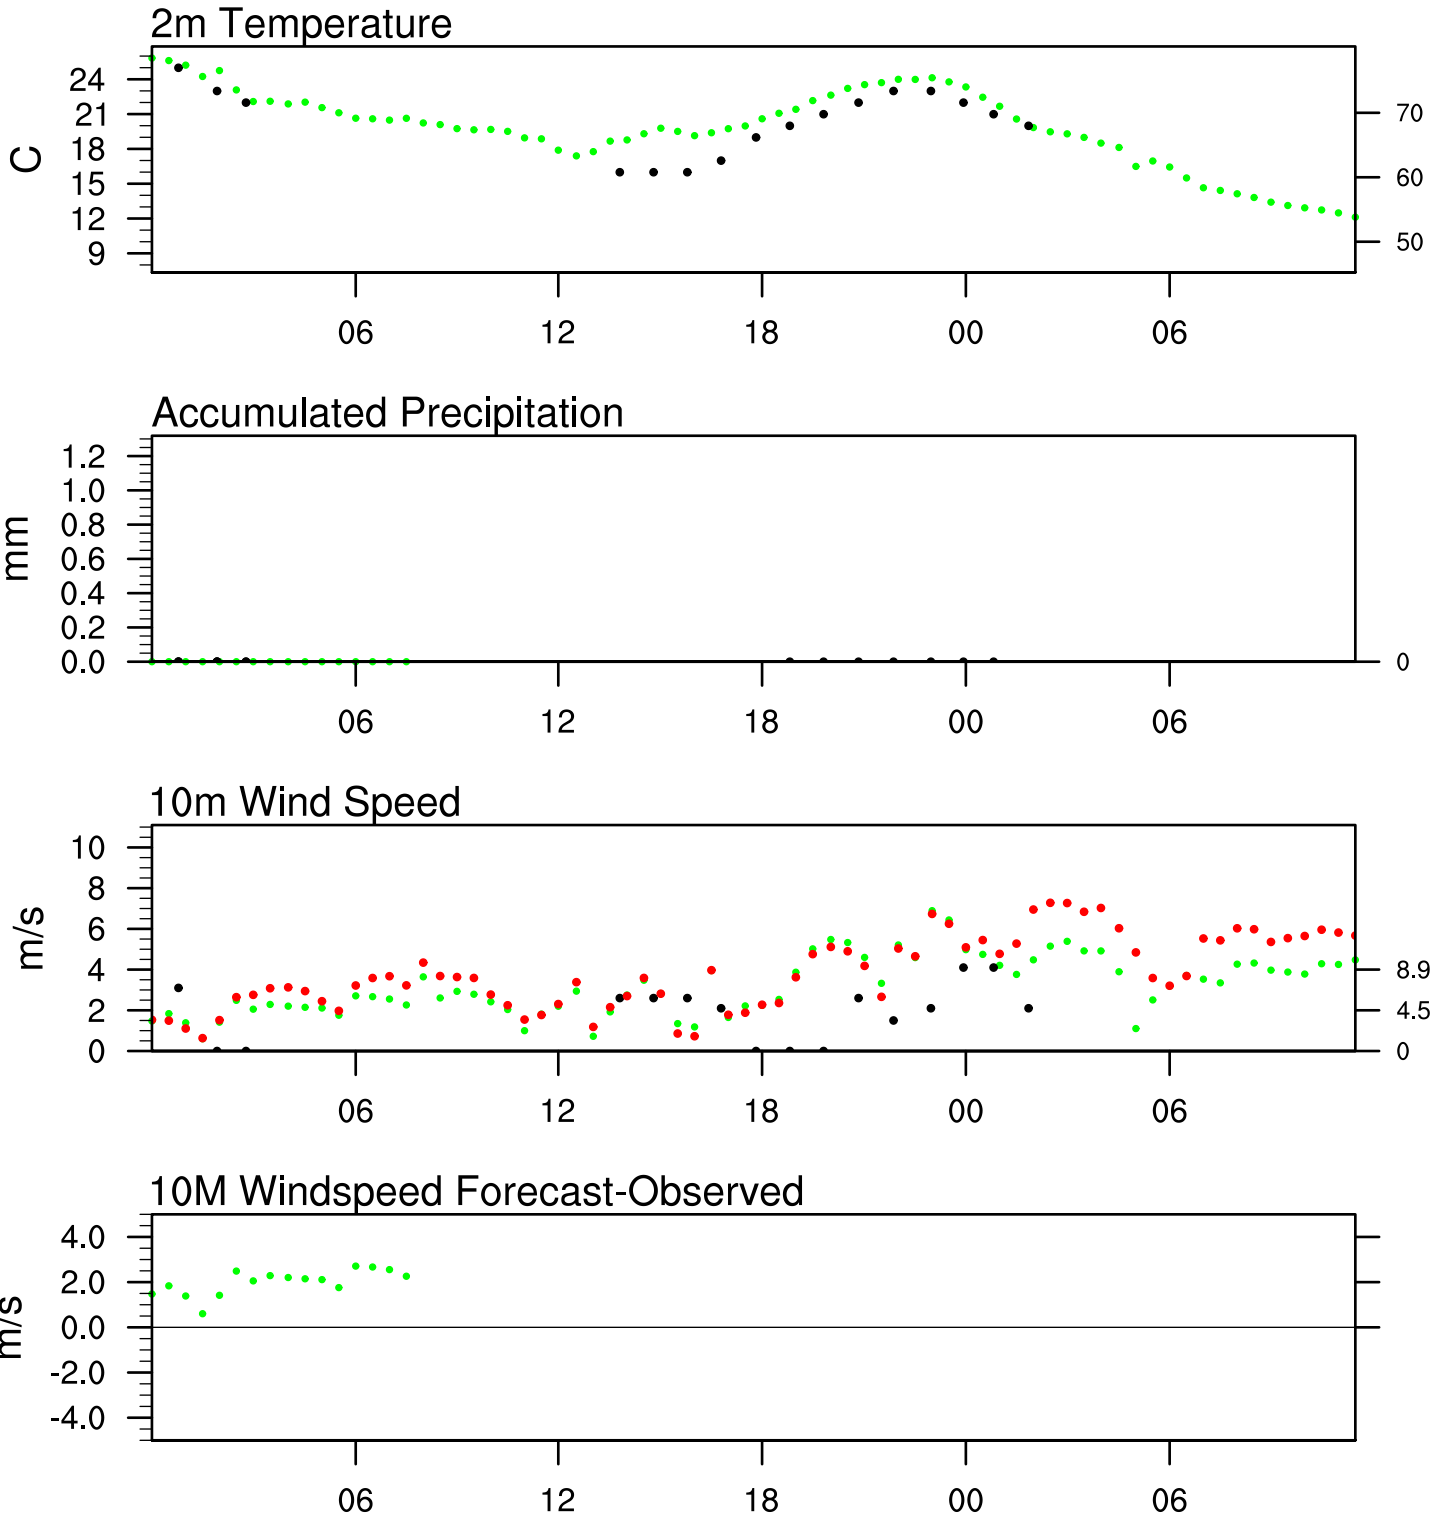 2m Temperature
C
24
21
18
15
12
9
70
60
50
06 12 18 00 06
Accumulated Precipitation
mm
1.2
1.0
0.8
0.6
0.4
0.2
0.0
0
06 12 18 00 06
10m Wind Speed
m/s
10
8
6
4
2
0
8.9
4.5
0
06 12 18 00 06
10M Windspeed Forecast-Observed
m/s
4.0
2.0
0.0
-2.0
-4.0
06 12 18 00 06